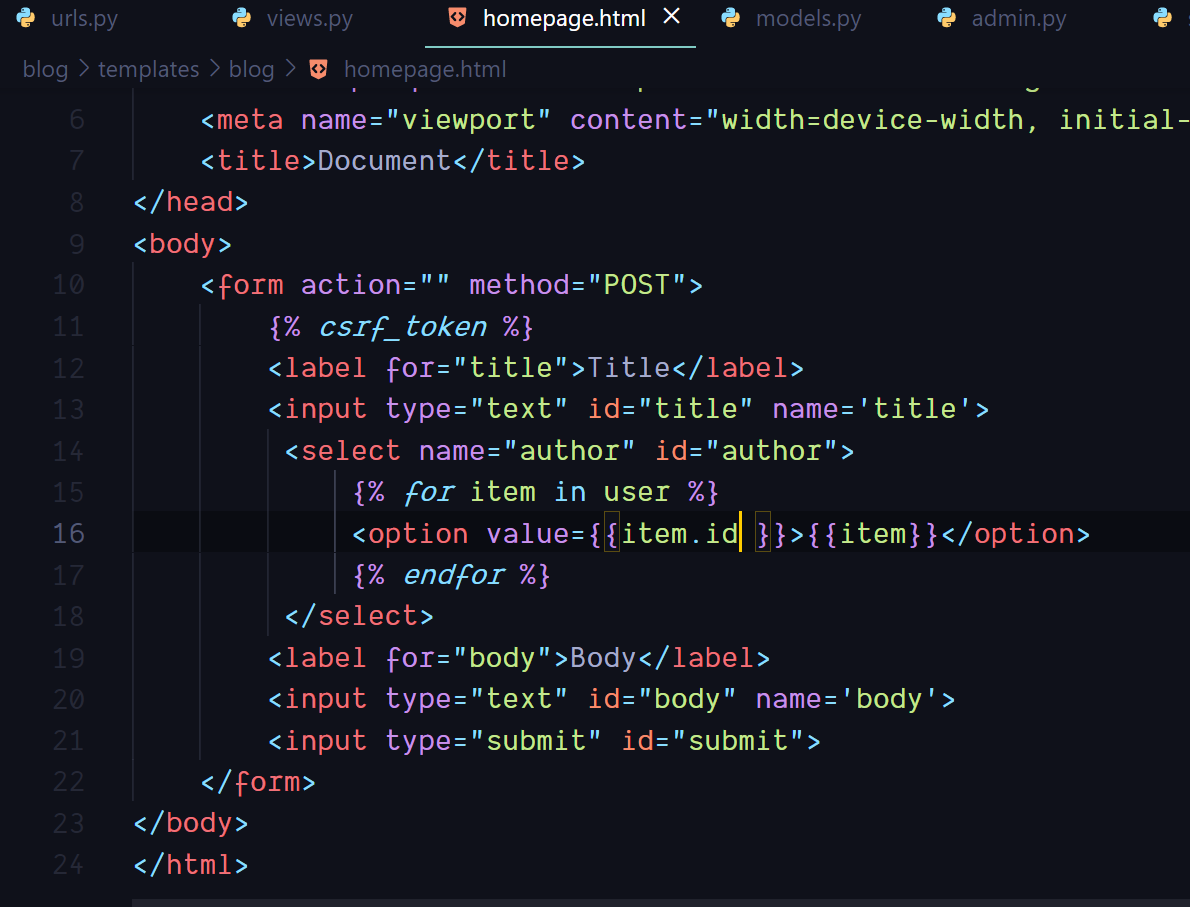 urls.py views.py homepage.html models.py admin.py
blog templates blog homepage.html
6 <meta name="viewport" content="width=device-width, initial-
7 <title>Document</title>
8 </head>
9 <body>
10 <form action="" method="POST">
11 {% csrf_token %}
12 <label for="title">Title</label>
13 <input type="text" id="title" name='title'>
14 <select name="author" id="author">
15 {% for item in user %}
16 <option value={{item.id }}>{{item}}</option>
17 {% endfor %}
18 </select>
19 <label for="body">Body</label>
20 <input type="text" id="body" name='body'>
21 <input type="submit" id="submit">
22 </form>
23 </body>
24 </html>